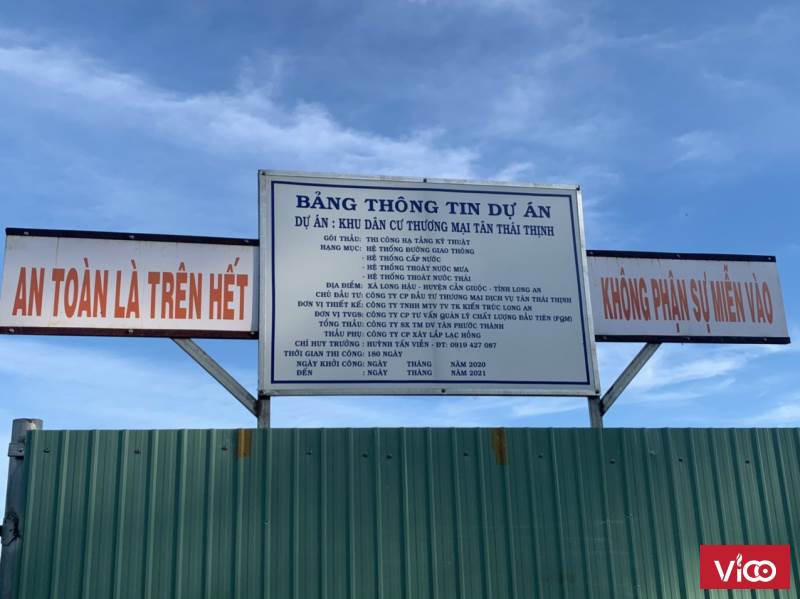 BẢNG THÔNG TIN DỰ ÁN
DỰ ÁN : KHU DÂN CƯ THƯƠNG MẠI TÂN THÁI THỊNH
GÓI THẦU: THI CÔNG HẠ TẦNG KỸ THUẬT
HẠNG MỤC: - HỆ THỐNG ĐƯỜNG GIAO THÔNG
- HỆ THỐNG CẤP NƯỚC
- HỆ THỐNG THOÁT NƯỚC MƯA
- HỆ THỐNG THOÁT NƯỚC THẢI
ĐỊA ĐIỂM: XÃ LONG HẬU - HUYỆN CẦN GIUỘC - TỈNH LONG AN
CHỦ ĐẦU TƯ: CÔNG TY CP ĐẦU TƯ THƯƠNG MẠI DỊCH VỤ TÂN THÁI THỊNH
ĐƠN VỊ THIẾT KẾ: CÔNG TY TNHH MTV TV TK KIẾN TRÚC LONG AN
ĐƠN VỊ TVGS: CÔNG TY CP TƯ VẤN QUẢN LÝ CHẤT LƯỢNG ĐẦU TIÊN (FQM)
TỔNG THẦU: CÔNG TY SX TM DV TÂN PHƯỚC THÀNH
THẦU PHỤ: CÔNG TY CP XÂY LẮP LẠC HỒNG
CHỈ HUY TRƯỞNG : HUỲNH TẤN VIỄN - ĐT: 0919 427 087
THỜI GIAN THI CÔNG: 180 NGÀY
NGÀY KHỞI CÔNG: NGÀY THÁNG NĂM 2020
ĐẾN : NGÀY THÁNG NĂM 2021
AN TOÀN LÀ TRÊN HẾT
KHÔNG PHẬN SỰ MIỄN VÀO
VICO